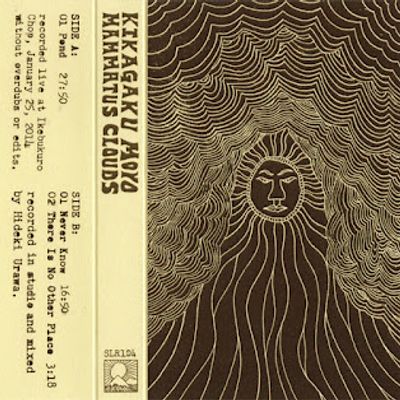 KIKAGAKU MOYO
MAMMATUS CLOUDS
SIDE A:
01 Pond 27:50
recorded live at Ikebukuro
Chop, January 25, 2014
without overdubs or edits.
SIDE B:
01 Never Know 16:50
02 There Is No Other Place 3:18
recorded in studio and mixed
by Hideki Urawa.
SLR104